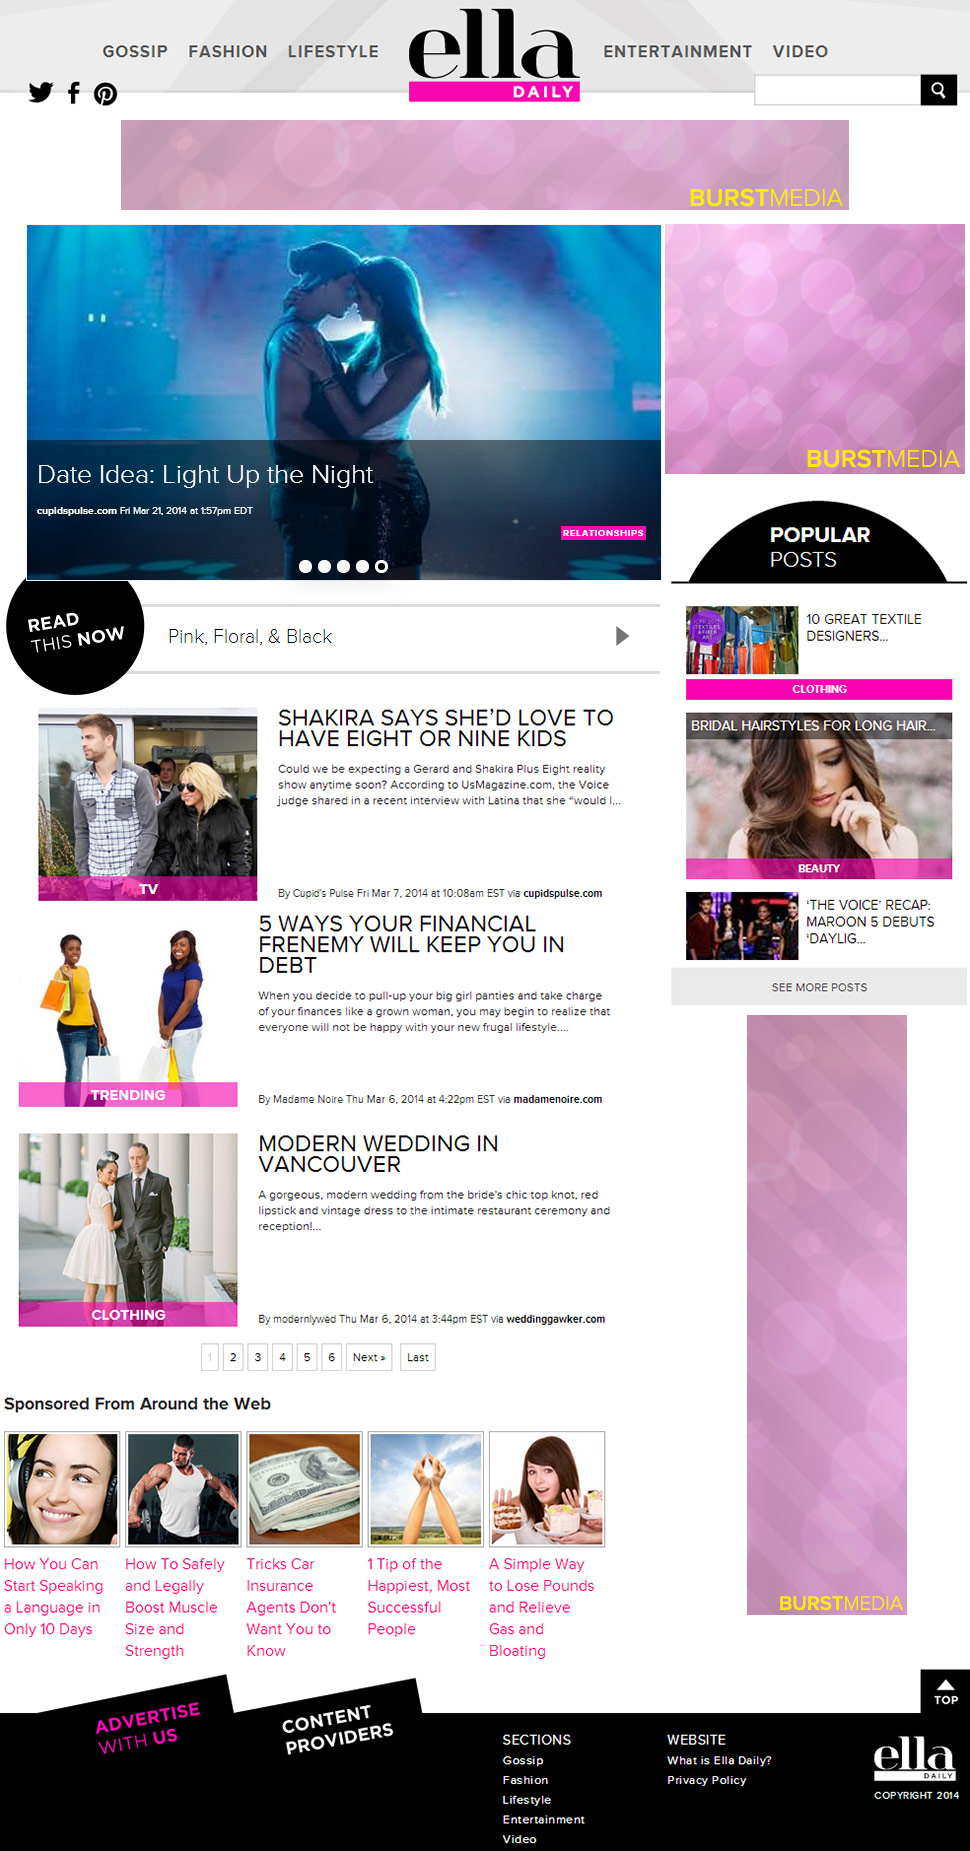 GOSSIP FASHION LIFESTYLE
ella
DAILY
ENTERTAINMENT VIDEO
BURSTMEDIA
Date Idea: Light Up the Night
cupidspulse.com Fri Mar 21, 2014 at 1:57pm EDT
RELATIONSHIPS
BURSTMEDIA
READ
THIS NOW
Pink, Floral, & Black
SHAKIRA SAYS SHE’D LOVE TO
HAVE EIGHT OR NINE KIDS
Could we be expecting a Gerard and Shakira Plus Eight reality
show anytime soon? According to UsMagazine.com, the Voice
judge shared in a recent interview with Latina that she “would l...
TV
By Cupid's Pulse Fri Mar 7, 2014 at 10:08am EST via cupidspulse.com
5 WAYS YOUR FINANCIAL
FRENEMY WILL KEEP YOU IN
DEBT
When you decide to pull-up your big girl panties and take charge
of your finances like a grown woman, you may begin to realize that
everyone will not be happy with your new frugal lifestyle....
TRENDING
By Madame Noire Thu Mar 6, 2014 at 4:22pm EST via madamenoire.com
MODERN WEDDING IN
VANCOUVER
A gorgeous, modern wedding from the bride's chic top knot, red
lipstick and vintage dress to the intimate restaurant ceremony and
reception!...
CLOTHING
By modernlywed Thu Mar 6, 2014 at 3:44pm EST via weddinggawker.com
1 2 3 4 5 6 Next » Last
POPULAR
POSTS
10 GREAT TEXTILE
DESIGNERS...
CLOTHING
BRIDAL HAIRSTYLES FOR LONG HAIR...
BEAUTY
‘THE VOICE’ RECAP:
MAROON 5 DEBUTS
‘DAYLIG...
SEE MORE POSTS
BURSTMEDIA
Sponsored From Around the Web
How You Can
Start Speaking
a Language in
Only 10 Days
How To Safely
and Legally
Boost Muscle
Size and
Strength
Tricks Car
Insurance
Agents Don't
Want You to
Know
1 Tip of the
Happiest, Most
Successful
People
A Simple Way
to Lose Pounds
and Relieve
Gas and
Bloating
ADVERTISE
WITH US
CONTENT
PROVIDERS
SECTIONS
Gossip
Fashion
Lifestyle
Entertainment
Video
WEBSITE
What is Ella Daily?
Privacy Policy
TOP
ella
DAILY
COPYRIGHT 2014